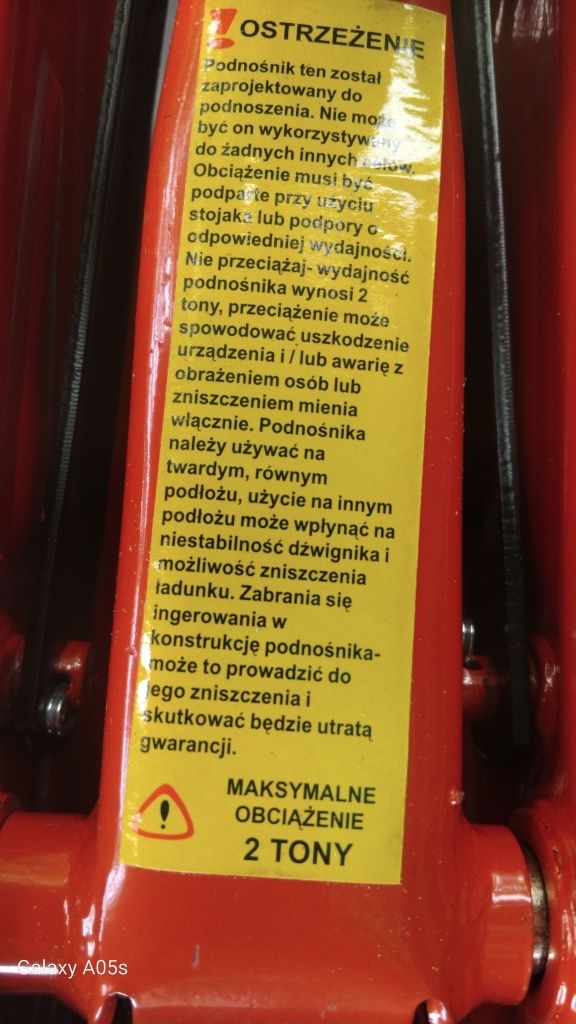 ! OSTRZEŻENIE
Podnośnik ten został
zaprojektowany do
podnoszenia. Nie może
być on wykorzystywany
do żadnych innych celów.
Obciążenie musi być
podparte przy użyciu
stojaka lub podpory o
odpowiedniej wydajności.
Nie przeciążaj- wydajność
podnośnika wynosi 2
tony, przeciążenie może
spowodować uszkodzenie
urządzenia i / lub awarię z
obrażeniem osób lub
zniszczeniem mienia
włącznie. Podnośnika
należy używać na
twardym, równym
podłożu, użycie na innym
podłożu może wpłynąć na
niestabilność dźwignika i
możliwość zniszczenia
ładunku. Zabrania się
ingerowania w
konstrukcję podnośnika-
może to prowadzić do
jego zniszczenia i
skutkować będzie utratą
gwarancji.
MAKSYMALNE
OBCIĄŻENIE
2 TONY
Galaxy A05s